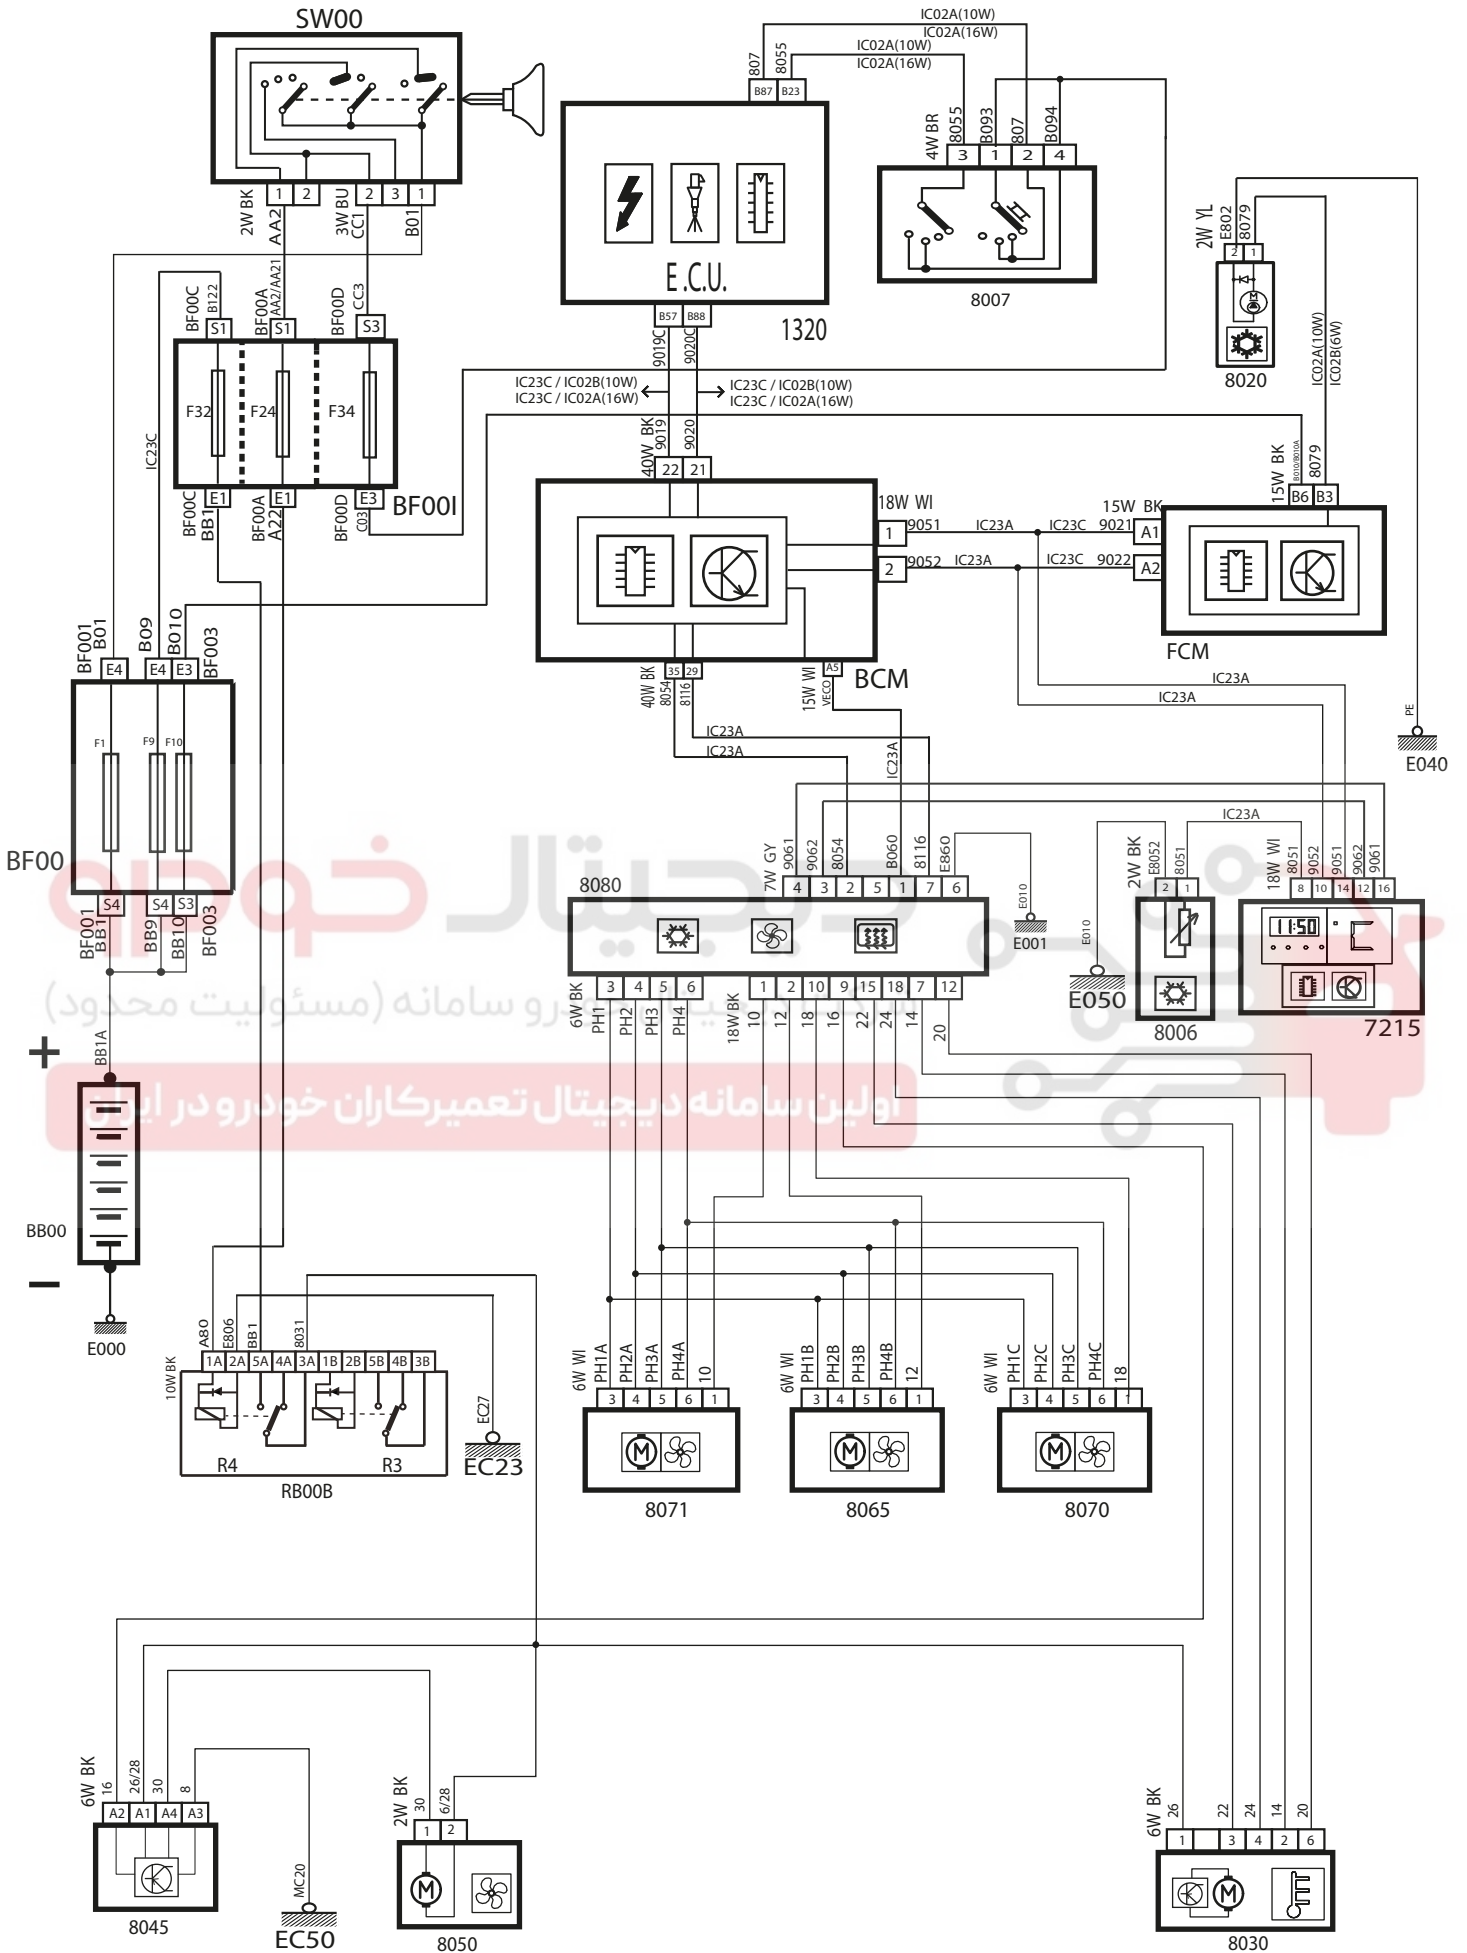 SW00
2W BK
1
2
2
3
1
AA2
3W BU
CC1
B01
IC02A(10W)
IC02A(16W)
IC02A(10W)
IC02A(16W)
807
8055
B87
B23
E.C.U.
1320
B57
B88
9019C
9020C
4W BR
8055
B093
807
B094
3
1
2
4
8007
2W YL
E802
8079
2
1
8020
IC02A(10W)
IC02B(6W)
BF00C
B122
BF00A
AA2/AA21
BF00D
CC3
S1
S1
S3
F32
F24
F34
E1
E1
E3
BF00I
BF00C
BB1
BF00A
A22
BF00D
C03
IC23C
IC23C / IC02B(10W)
IC23C / IC02A(16W)
IC23C / IC02B(10W)
IC23C / IC02A(16W)
40W BK
9019
9020
22
21
18W WI
1
9051
IC23A
IC23C
9021
15W BK
A1
2
9052
IC23A
IC23C
9022
A2
15W BK
B010/B010A
8079
B6
B3
FCM
BCM
35
29
A5
40W BK
8054
8116
15W WI
VECO
IC23A
IC23A
IC23A
IC23A
IC23A
PE
E040
BF001
B01
B09
B010
BF003
E4
E4
E3
F1
F9
F10
BF00
S4
S4
S3
BF001
BB1
BB9
BB10
BF003
BB1A
+
BB00
−
E000
7W GY
9061
9062
8054
B060
8116
E860
8080
4
3
2
5
1
7
6
E010
E001
E010
E050
2W BK
E8052
8051
2
1
8006
IC23A
18W WI
8051
9052
9051
9062
9061
8
10
14
12
16
11:50
7215
3
4
5
6
1
2
10
9
15
18
7
12
6W BK
PH1
PH2
PH3
PH4
18W BK
10
12
18
16
22
24
14
20
دیجیتال خودرو
شرکت دیجیتال خودرو سامانه (مسئولیت محدود)
اولین سامانه دیجیتال تعمیرکاران خودرو در ایران
10W BK
A80
E806
BB1
8031
1A
2A
5A
4A
3A
1B
2B
5B
4B
3B
R4
R3
RB00B
EC27
EC23
6W WI
PH1A
PH2A
PH3A
PH4A
10
3
4
5
6
1
M
8071
6W WI
PH1B
PH2B
PH3B
PH4B
12
3
4
5
6
1
M
8065
6W WI
PH1C
PH2C
PH3C
PH4C
18
3
4
5
6
1
M
8070
6W BK
16
26/28
30
8
A2
A1
A4
A3
8045
MC20
EC50
2W BK
30
6/28
1
2
M
8050
6W BK
26
22
24
14
20
1
3
4
2
6
M
8030